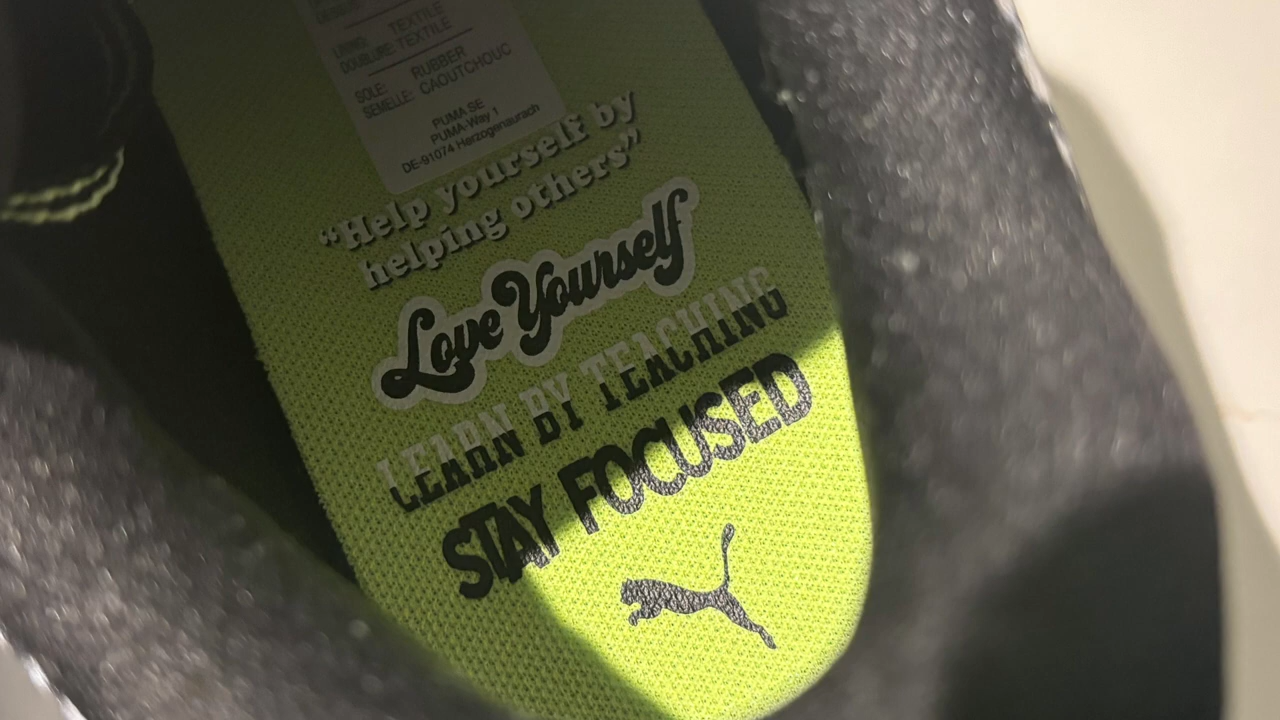 LINING: TEXTILE
DOUBLURE: TEXTILE
SOLE: RUBBER
SEMELLE: CAOUTCHOUC
PUMA SE
PUMA-Way 1
DE-91074 Herzogenaurach
“Help yourself by
helping others”
Love Yourself
LEARN BY TEACHING
STAY FOCUSED